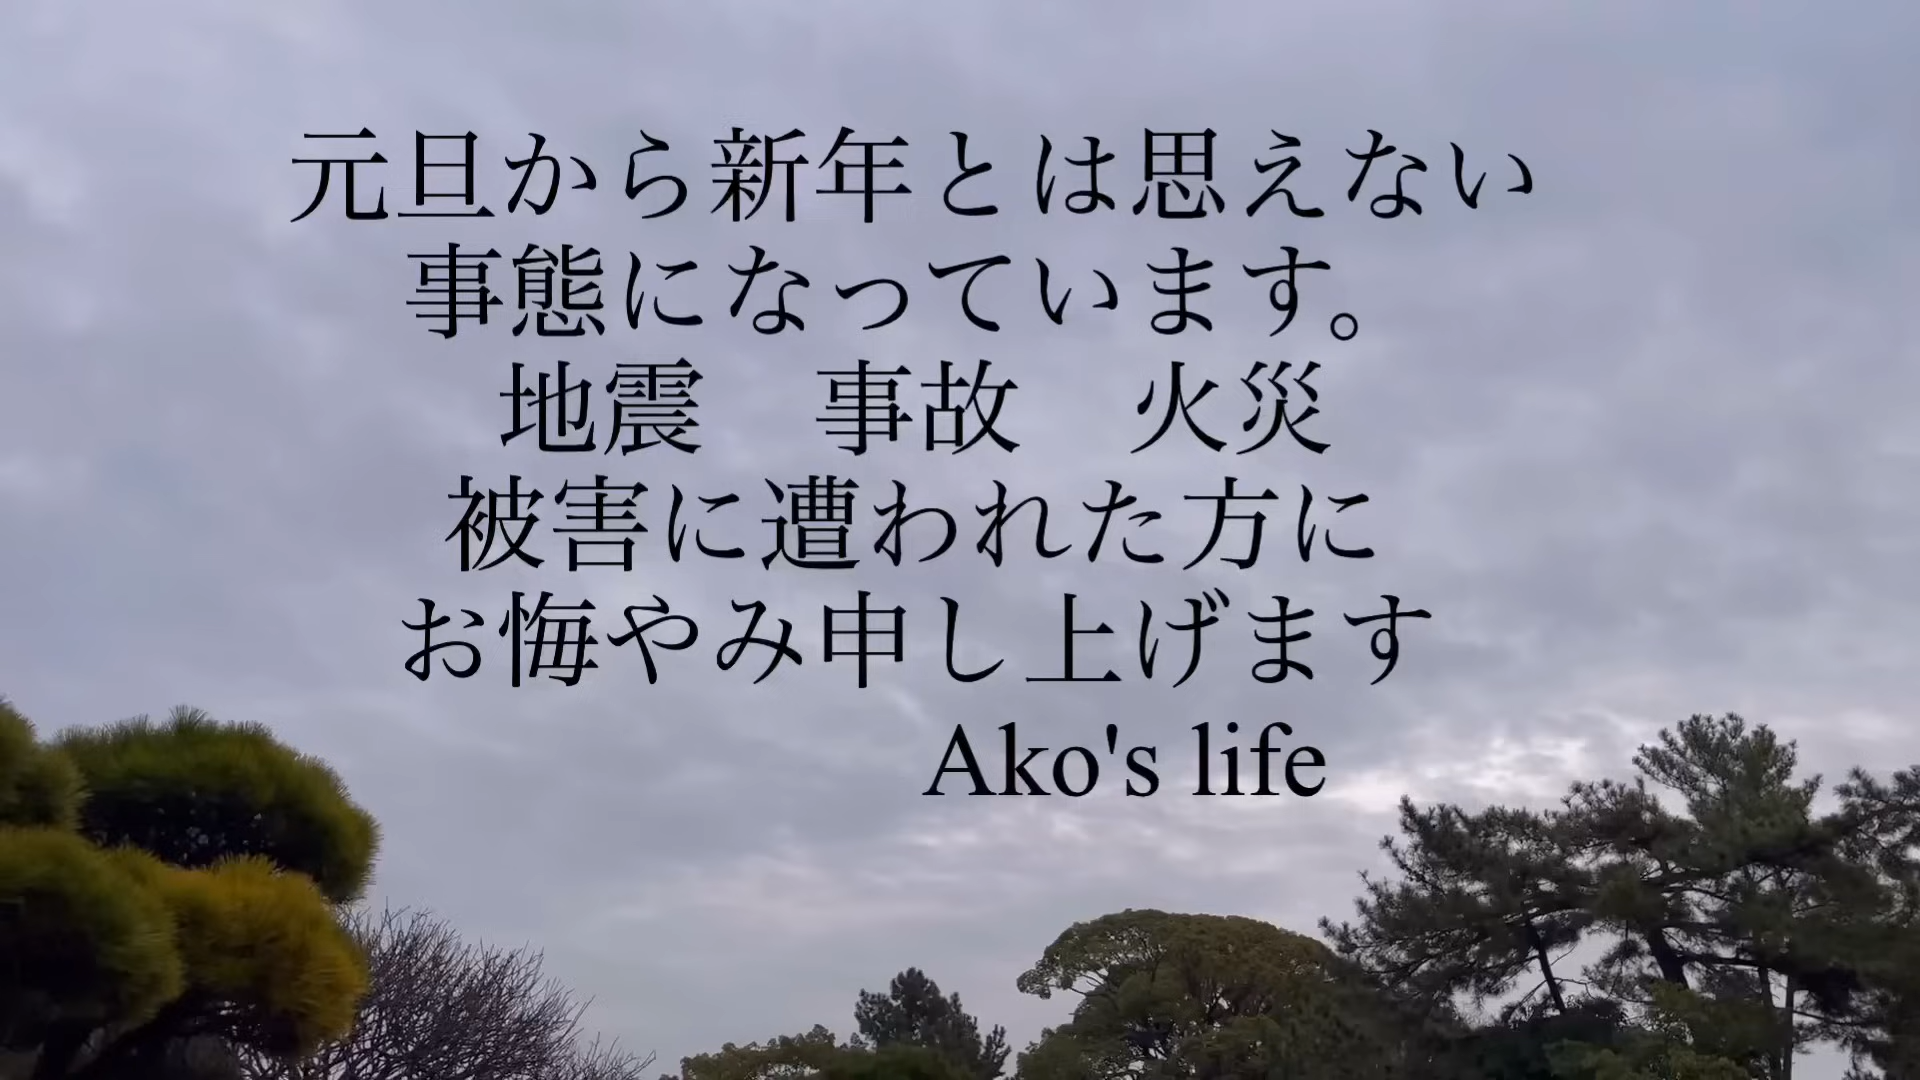 元旦から新年とは思えない
事態になっています。
地震　事故　火災
被害に遭われた方に
お悔やみ申し上げます
Ako's life